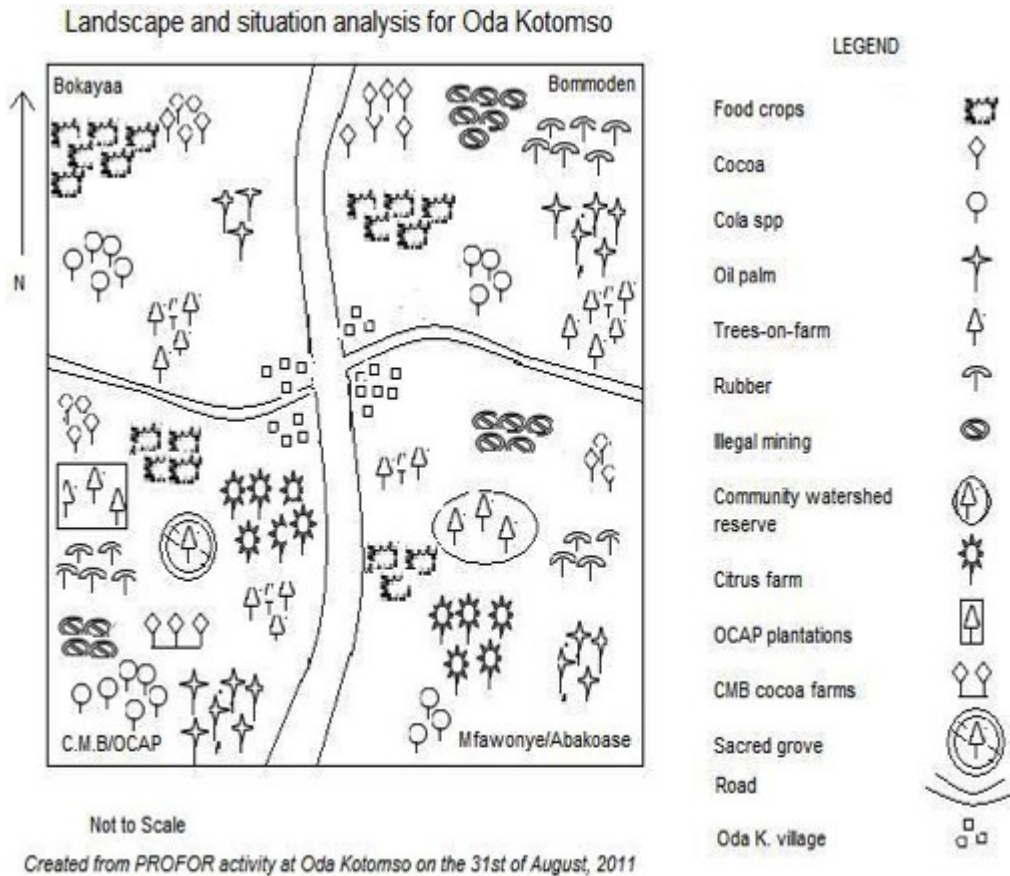 Landscape and situation analysis for Oda Kotomso
LEGEND
Bokayaa
Bommoden
N
C.M.B/OCAP
Mfawonye/Abakoase
Food crops
Cocoa
Cola spp
Oil palm
Trees-on-farm
Rubber
Illegal mining
Community watershed
reserve
Citrus farm
OCAP plantations
CMB cocoa farms
Sacred grove
Road
Oda K. village
Not to Scale
Created from PROFOR activity at Oda Kotomso on the 31st of August, 2011